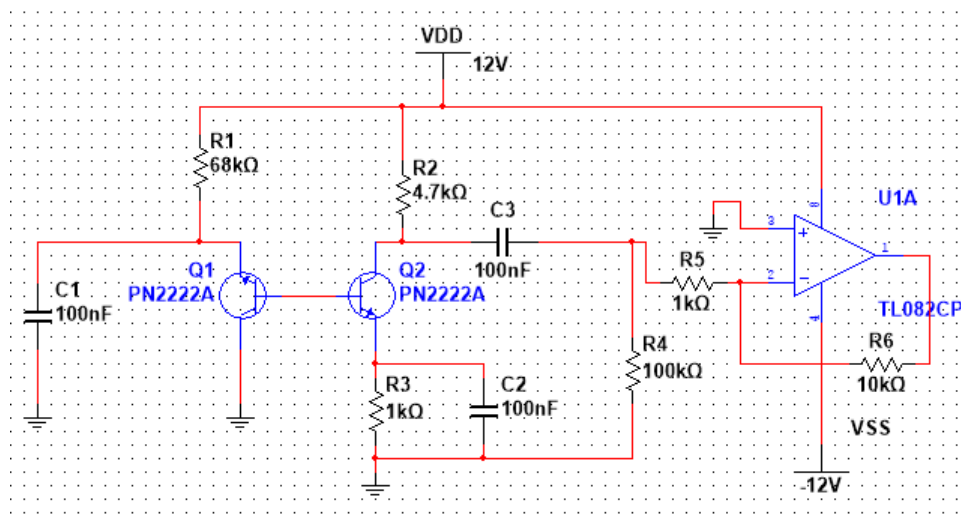 VDD
12V
R1
68kΩ
R2
4.7kΩ
C3
100nF
U1A
8
3
+
1
2
−
4
TL082CP
Q1
PN2222A
Q2
PN2222A
C1
100nF
R5
1kΩ
R6
10kΩ
R4
100kΩ
R3
1kΩ
C2
100nF
VSS
-12V